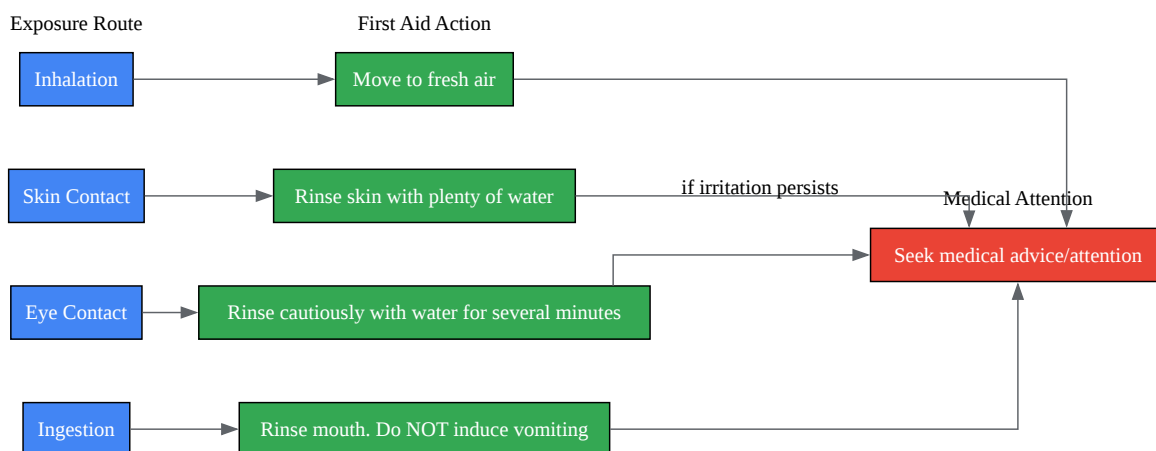 Exposure Route
First Aid Action
Inhalation
Move to fresh air
Skin Contact
Rinse skin with plenty of water
if irritation persists
Medical Attention
Seek medical advice/attention
Eye Contact
Rinse cautiously with water for several minutes
Ingestion
Rinse mouth. Do NOT induce vomiting